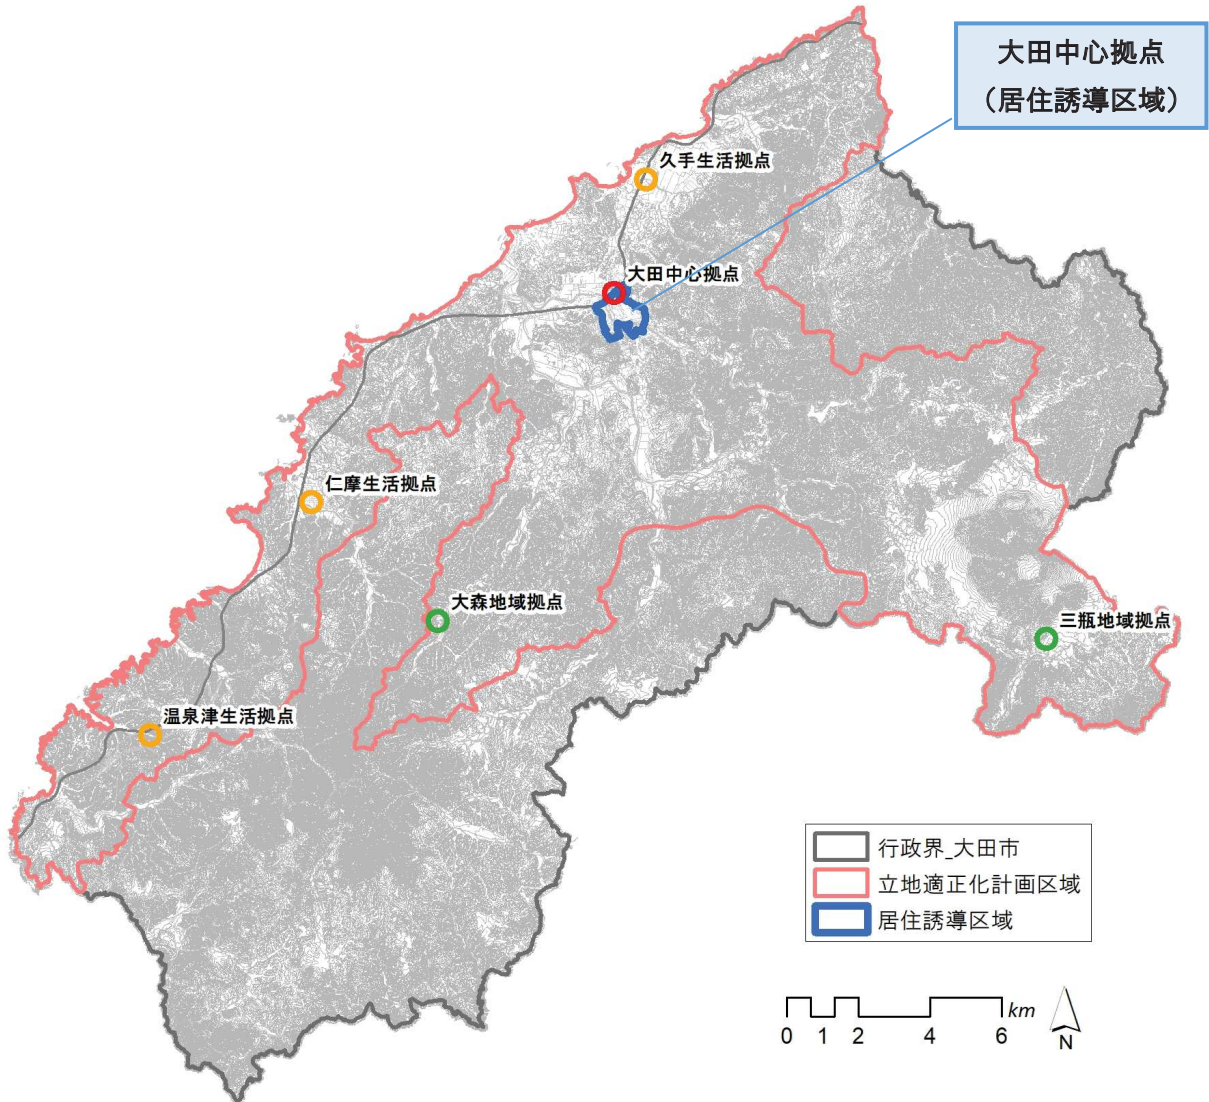 大田中心拠点
（居住誘導区域）
久手生活拠点
大田中心拠点
仁摩生活拠点
大森地域拠点
三瓶地域拠点
温泉津生活拠点
行政界_大田市
立地適正化計画区域
居住誘導区域
km
0 1 2 4 6
N